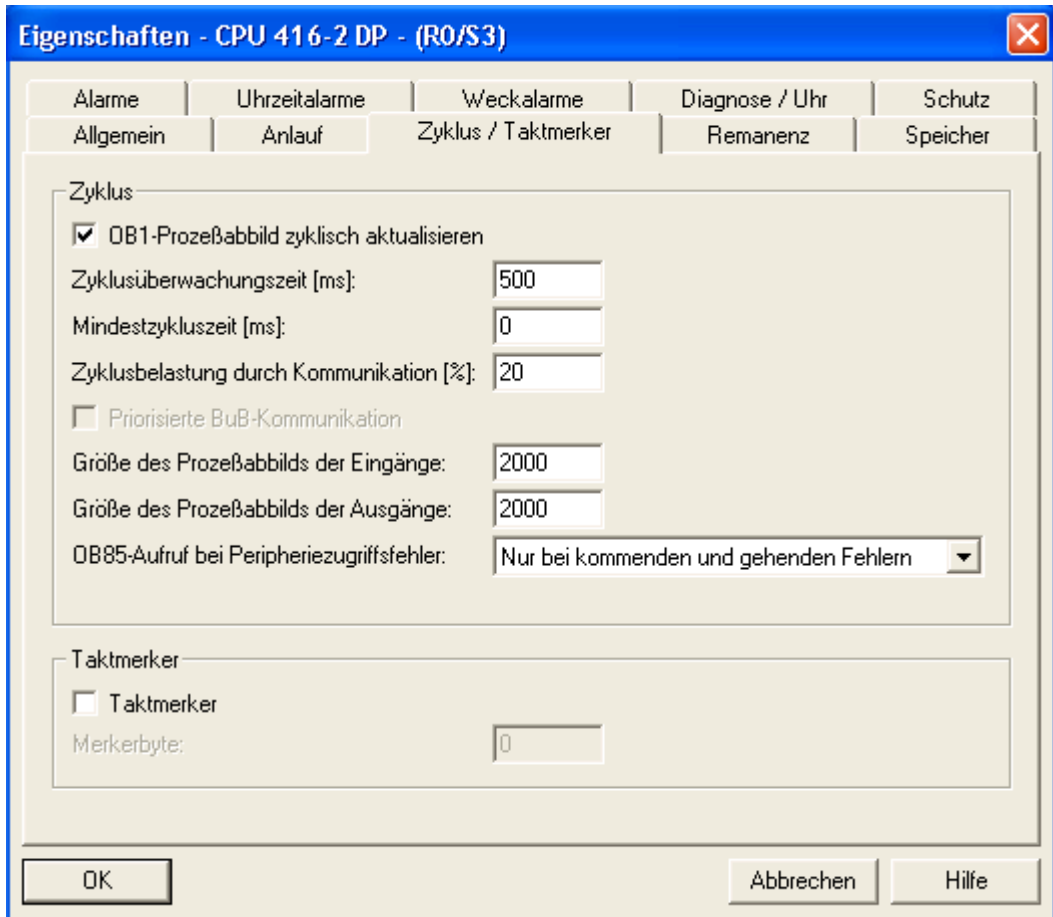 Eigenschaften - CPU 416-2 DP - (R0/S3)
Alarme Uhrzeitalarme Weckalarme Diagnose / Uhr Schutz
Allgemein Anlauf Zyklus / Taktmerker Remanenz Speicher
Zyklus
OB1-Prozeßabbild zyklisch aktualisieren
Zyklusüberwachungszeit [ms]: 500
Mindestzykluszeit [ms]: 0
Zyklusbelastung durch Kommunikation [%]: 20
Priorisierte BuB-Kommunikation
Größe des Prozeßabbilds der Eingänge: 2000
Größe des Prozeßabbilds der Ausgänge: 2000
OB85-Aufruf bei Peripheriezugriffsfehler: Nur bei kommenden und gehenden Fehlern
Taktmerker
Taktmerker
Merkerbyte: 0
OK Abbrechen Hilfe